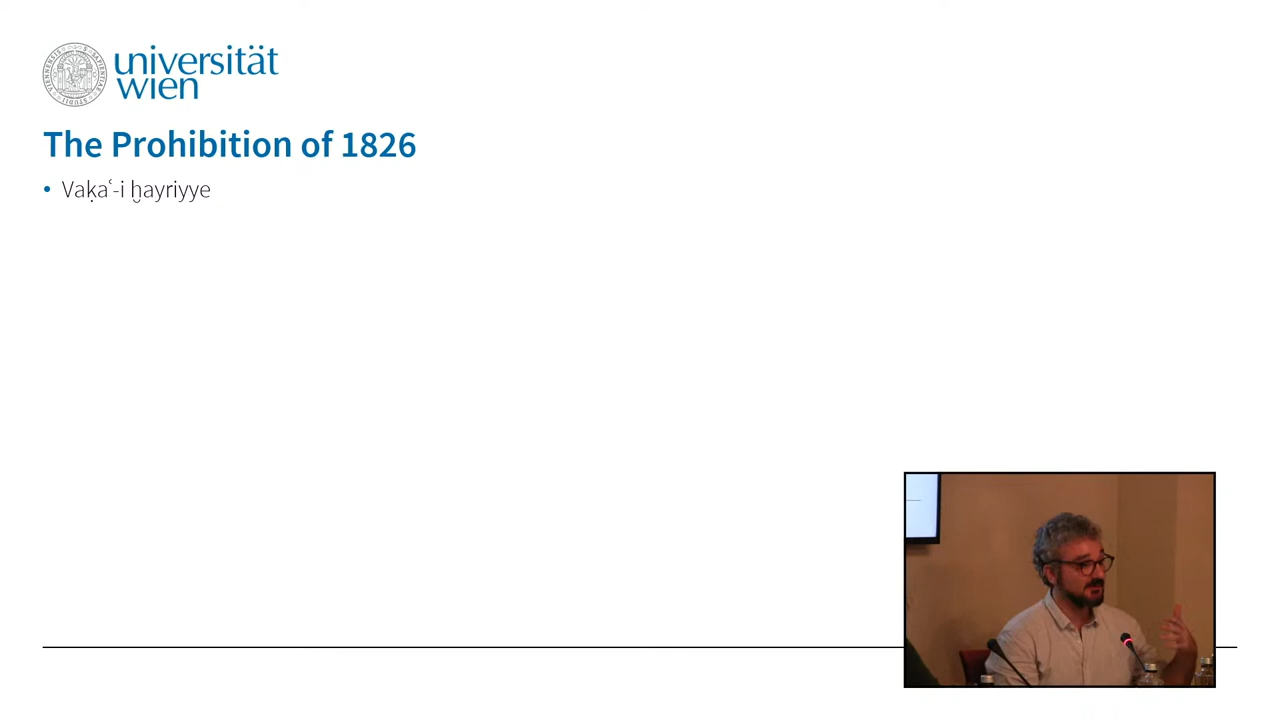 universität
wien
The Prohibition of 1826
• Vaḳaʿ-i ḫayriyye